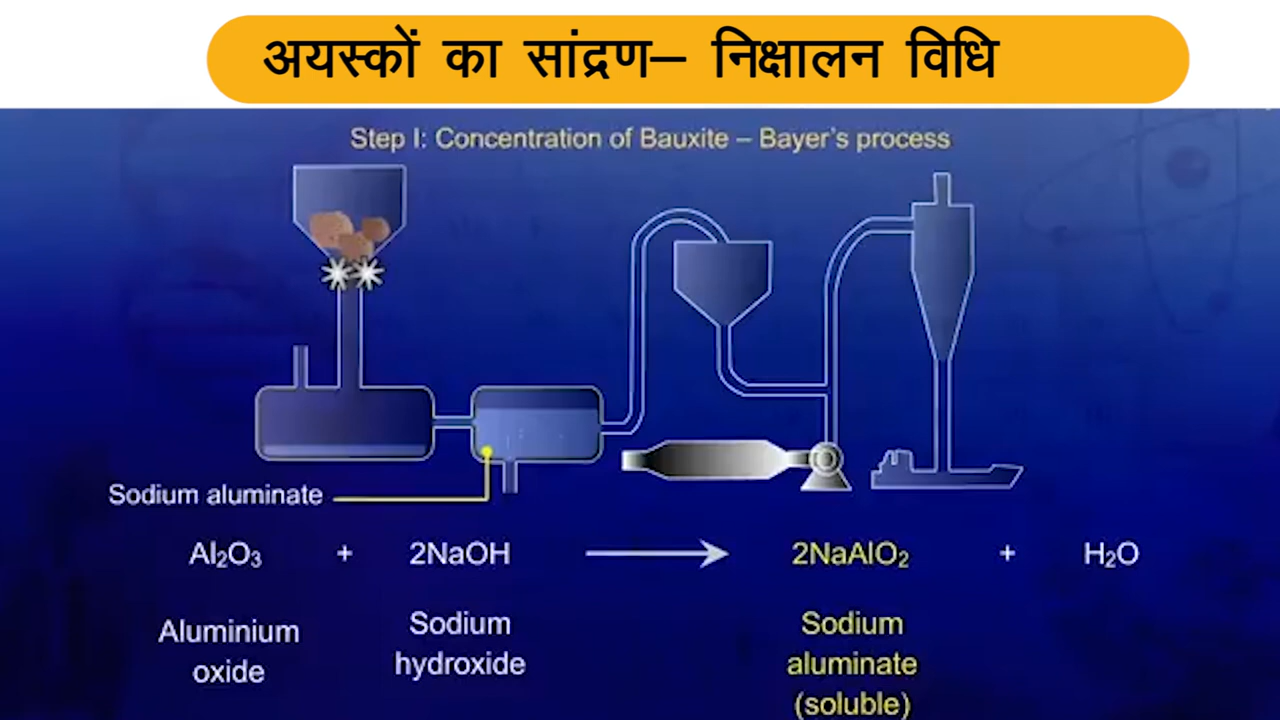 अयस्कों का सांद्रण– निक्षालन विधि
Step I: Concentration of Bauxite – Bayer's process
Sodium aluminate
Al₂O₃ + 2NaOH ⟶ 2NaAlO₂ + H₂O
Aluminium oxide
Sodium hydroxide
Sodium aluminate (soluble)